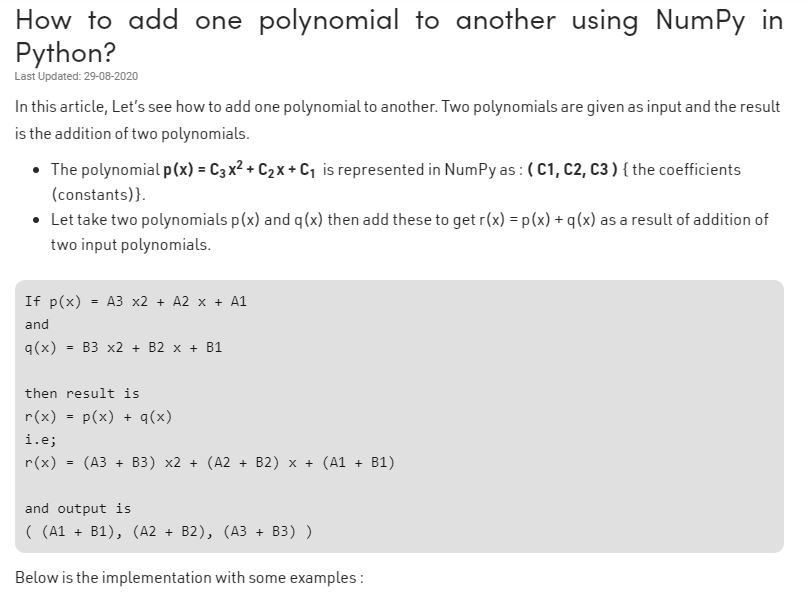 How to add one polynomial to another using NumPy in
Python?
Last Updated: 29-08-2020
In this article, Let's see how to add one polynomial to another. Two polynomials are given as input and the result
is the addition of two polynomials.
• The polynomial p(x) = C₃ x² + C₂ x + C₁ is represented in NumPy as : ( C1, C2, C3 ) { the coefficients
(constants)}.
• Let take two polynomials p(x) and q(x) then add these to get r(x) = p(x) + q(x) as a result of addition of
two input polynomials.
If p(x) = A3 x2 + A2 x + A1
and
q(x) = B3 x2 + B2 x + B1
then result is
r(x) = p(x) + q(x)
i.e;
r(x) = (A3 + B3) x2 + (A2 + B2) x + (A1 + B1)
and output is
( (A1 + B1), (A2 + B2), (A3 + B3) )
Below is the implementation with some examples :